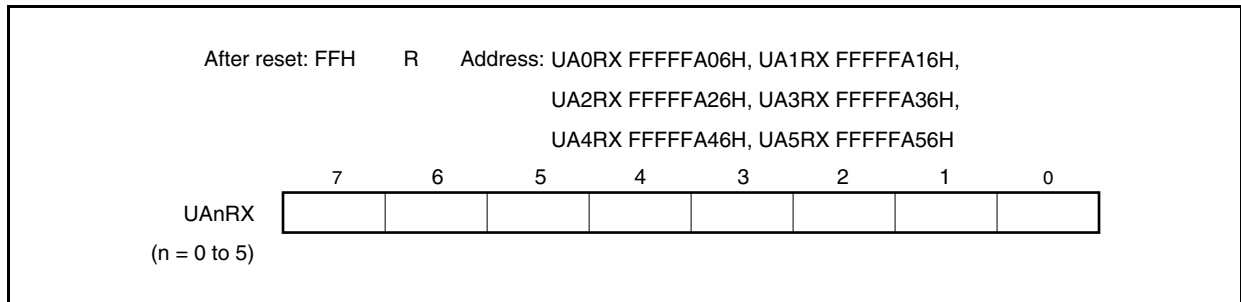 After reset: FFH R Address: UA0RX FFFFFA06H, UA1RX FFFFFA16H,
UA2RX FFFFFA26H, UA3RX FFFFFA36H,
UA4RX FFFFFA46H, UA5RX FFFFFA56H
7 6 5 4 3 2 1 0
UAnRX
(n = 0 to 5)